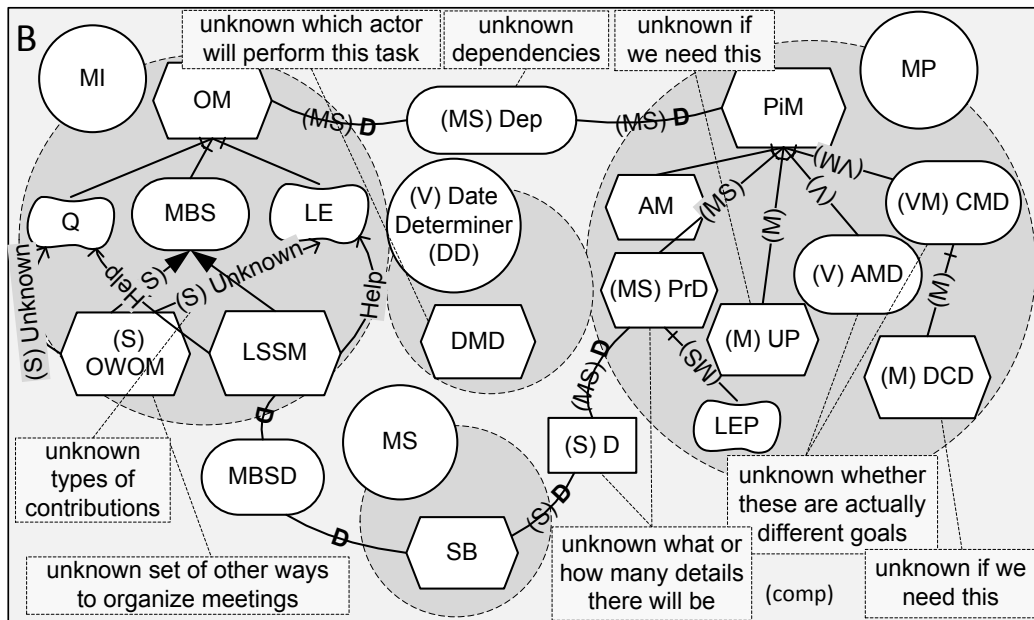 B
unknown which actor
will perform this task
unknown
dependencies
unknown if
we need this
MI
OM
(MS) D
(MS) Dep
(MS) D
PiM
MP
Q
MBS
LE
(V) Date
Determiner
(DD)
AM
(MS)
(M)
(V)
(VM)
(VM) CMD
(S) Unknown
Help
(S)
(S) Unknown
Help
(MS) PrD
(V) AMD
(M)
(S)
OWOM
LSSM
DMD
(M) UP
(M) DCD
D
(MS) D
(MS)
LEP
unknown
types of
contributions
MBSD
MS
(S) D
unknown whether
these are actually
different goals
D
SB
(S) D
unknown set of other ways
to organize meetings
unknown what or
how many details
there will be
(comp)
unknown if we
need this